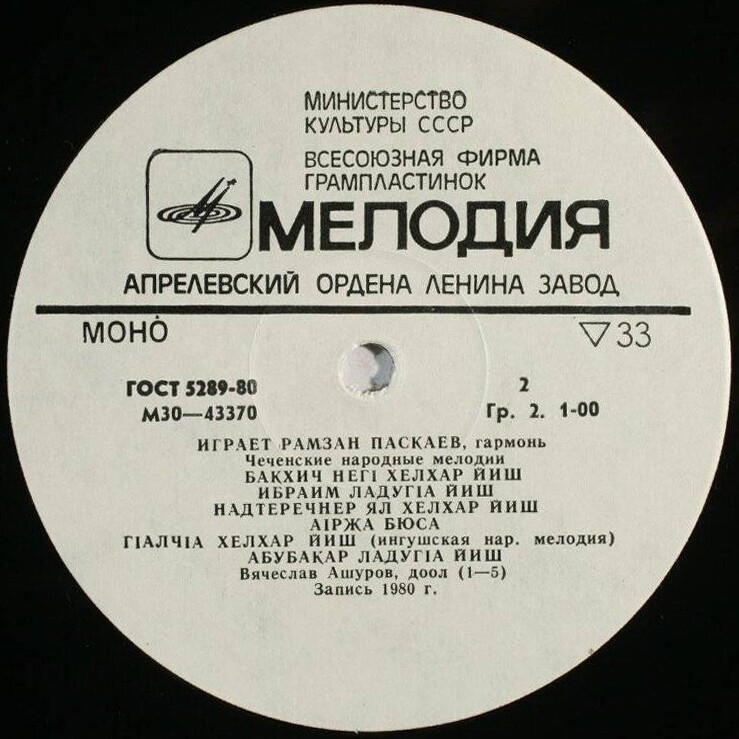 МИНИСТЕРСТВО
КУЛЬТУРЫ СССР
ВСЕСОЮЗНАЯ ФИРМА
ГРАМПЛАСТИНОК
МЕЛОДИЯ
АПРЕЛЕВСКИЙ ОРДЕНА ЛЕНИНА ЗАВОД
МОНО ▽33
ГОСТ 5289-80 2
М30—43370 Гр. 2. 1-00
ИГРАЕТ РАМЗАН ПАСКАЕВ, гармонь
Чеченские народные мелодии
БАКХИЧ НЕГІ ХЕЛХАР ЙИШ
ИБРАИМ ЛАДУГІА ЙИШ
НАДТЕРЕЧНЕР ЯЛ ХЕЛХАР ЙИШ
АІРЖА БЮСА
ГІАЛЧІА ХЕЛХАР ЙИШ (ингушская нар. мелодия)
АБУБАКАР ЛАДУГІА ЙИШ
Вячеслав Ашуров, доол (1—5)
Запись 1980 г.